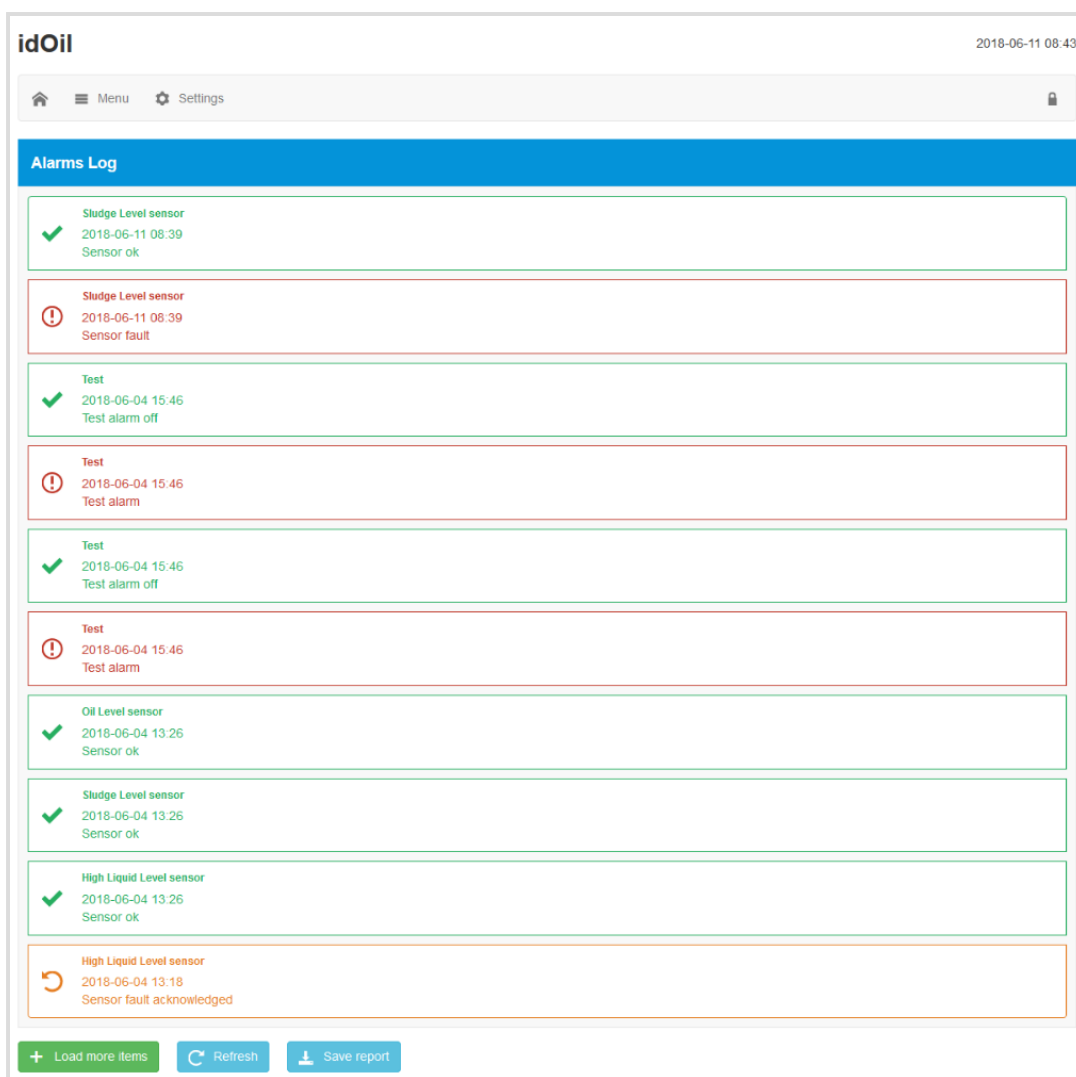 idOil
2018-06-11 08:43
Menu Settings
Alarms Log
Sludge Level sensor
2018-06-11 08:39
Sensor ok
Sludge Level sensor
2018-06-11 08:39
Sensor fault
Test
2018-06-04 15:46
Test alarm off
Test
2018-06-04 15:46
Test alarm
Test
2018-06-04 15:46
Test alarm off
Test
2018-06-04 15:46
Test alarm
Oil Level sensor
2018-06-04 13:26
Sensor ok
Sludge Level sensor
2018-06-04 13:26
Sensor ok
High Liquid Level sensor
2018-06-04 13:26
Sensor ok
High Liquid Level sensor
2018-06-04 13:18
Sensor fault acknowledged
Load more items Refresh Save report